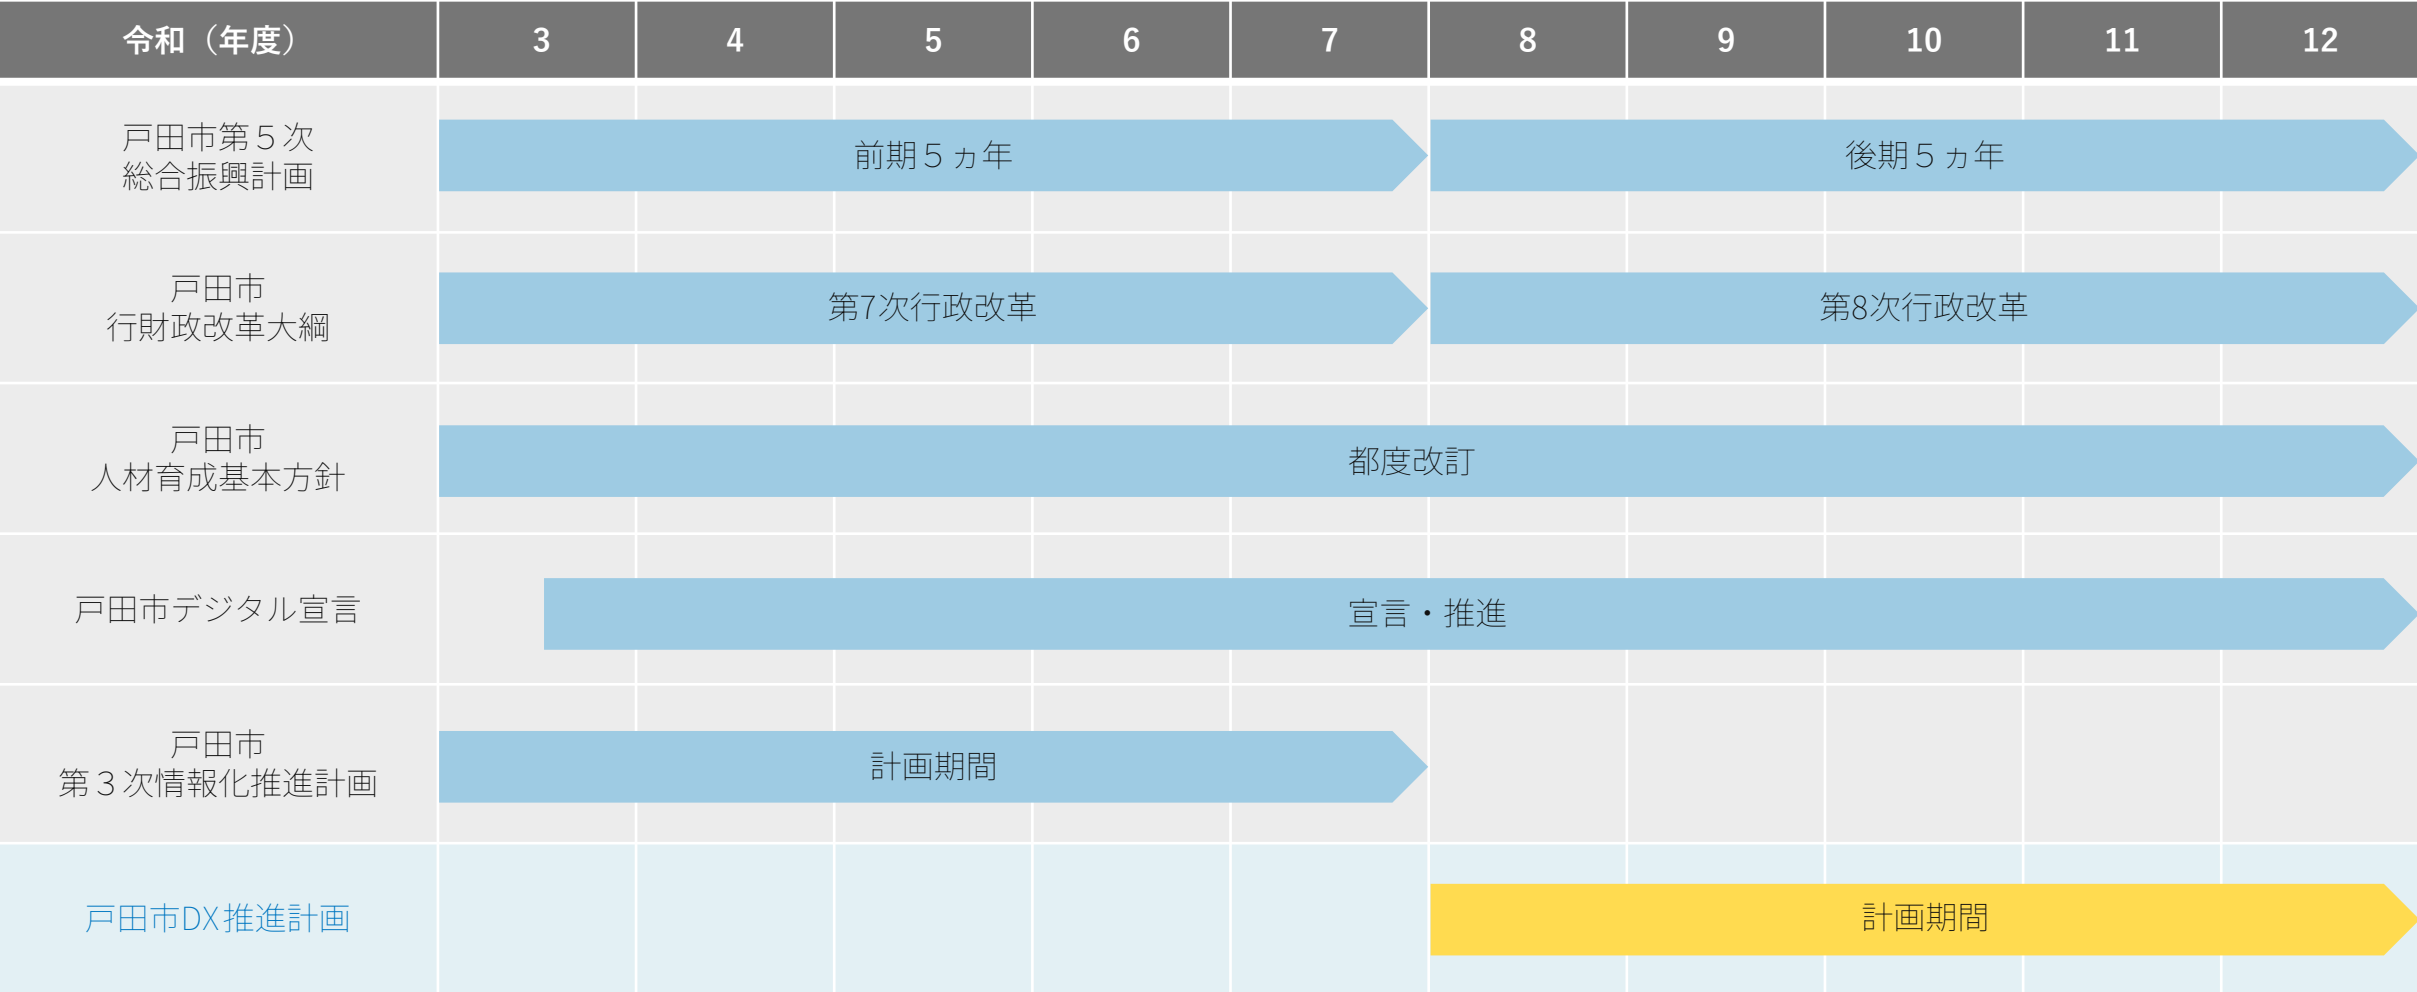 令和（年度） 3 4 5 6 7 8 9 10 11 12
戸田市第５次
総合振興計画
前期５ヵ年 後期５ヵ年
戸田市
行財政改革大綱
第7次行政改革 第8次行政改革
戸田市
人材育成基本方針
都度改訂
戸田市デジタル宣言
宣言・推進
戸田市
第３次情報化推進計画
計画期間
戸田市DX推進計画
計画期間